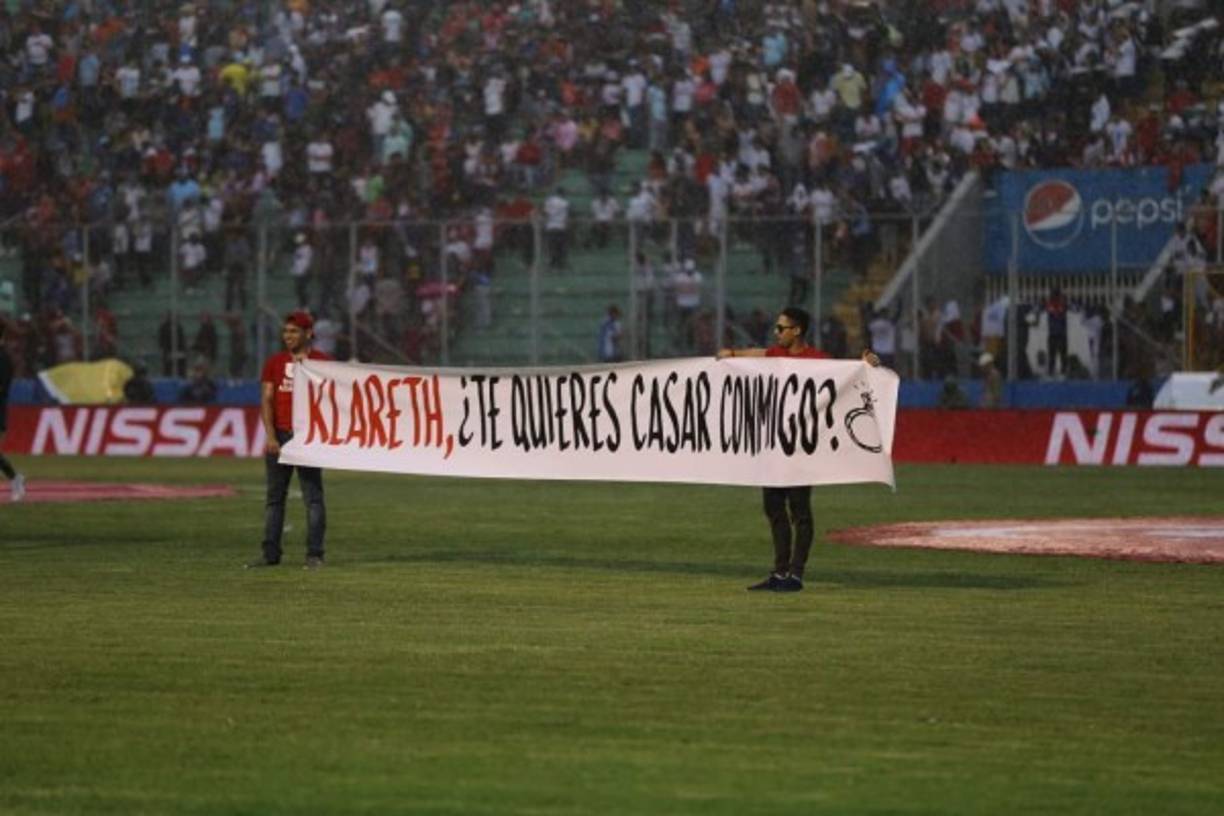 pepsi
KLARETH, ¿TE QUIERES CASAR CONMIGO?
NISSAN
NISS